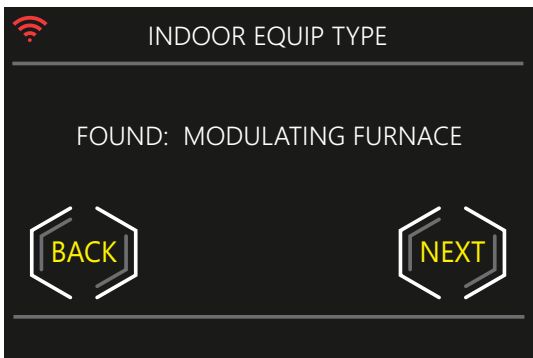 INDOOR EQUIP TYPE
FOUND: MODULATING FURNACE
BACK
NEXT